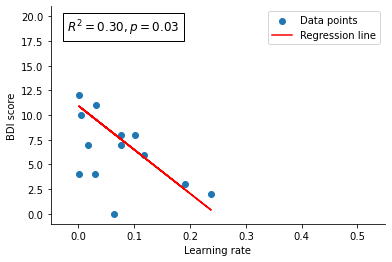 R² = 0.30, p = 0.03
Data points
Regression line
20.0
17.5
15.0
12.5
10.0
7.5
5.0
2.5
0.0
BDI score
0.0 0.1 0.2 0.3 0.4 0.5
Learning rate